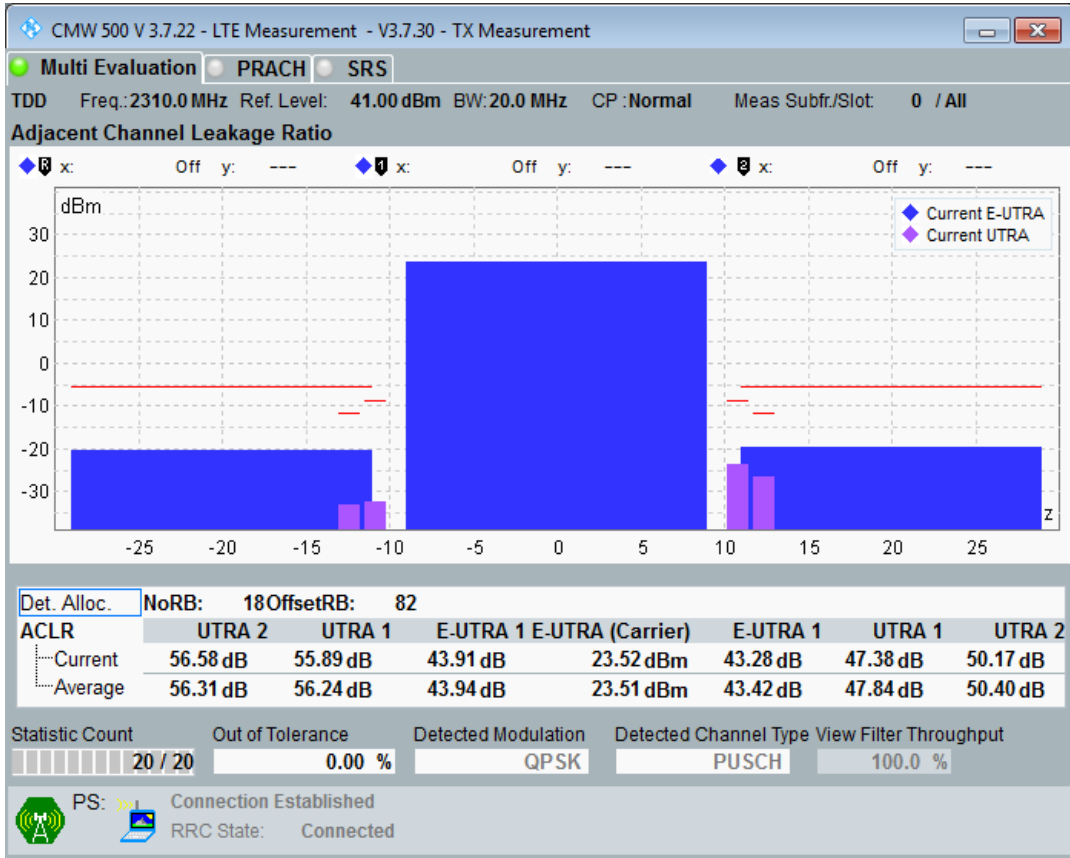 CMW 500 V 3.7.22 - LTE Measurement - V3.7.30 - TX Measurement
Multi Evaluation PRACH SRS
TDD Freq.: 2310.0 MHz Ref. Level: 41.00 dBm BW: 20.0 MHz CP : Normal Meas Subfr./Slot: 0 / All
Adjacent Channel Leakage Ratio
R x: Off y: --- 1 x: Off y: --- 2 x: Off y: ---
dBm
Current E-UTRA
Current UTRA
30
20
10
0
-10
-20
-30
z
-25 -20 -15 -10 -5 0 5 10 15 20 25
Det. Alloc. NoRB: 18 OffsetRB: 82
ACLR UTRA 2 UTRA 1 E-UTRA 1 E-UTRA (Carrier) E-UTRA 1 UTRA 1 UTRA 2
Current 56.58 dB 55.89 dB 43.91 dB 23.52 dBm 43.28 dB 47.38 dB 50.17 dB
Average 56.31 dB 56.24 dB 43.94 dB 23.51 dBm 43.42 dB 47.84 dB 50.40 dB
Statistic Count Out of Tolerance Detected Modulation Detected Channel Type View Filter Throughput
20 / 20 0.00 % QPSK PUSCH 100.0 %
PS: Connection Established
RRC State: Connected